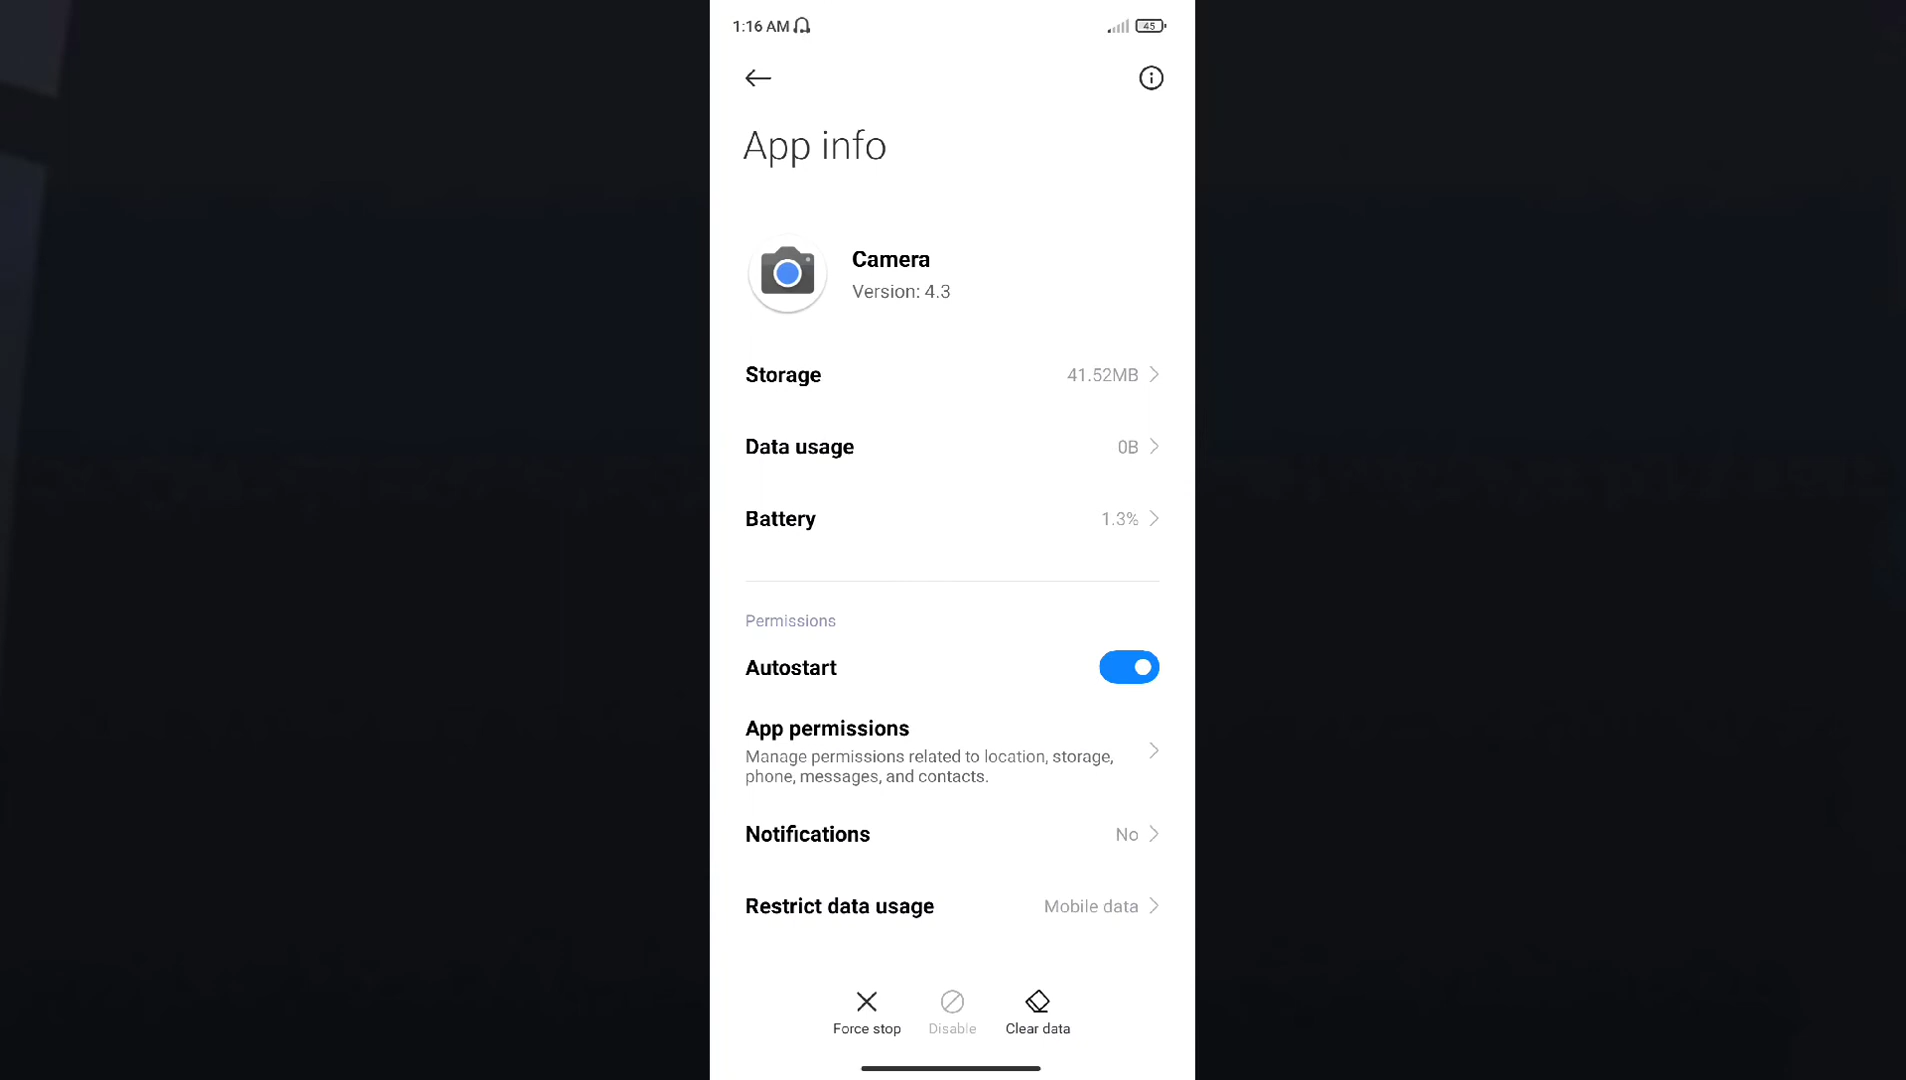 1:16 AM
45
App info
Camera
Version: 4.3
Storage 41.52MB
Data usage 0B
Battery 1.3%
Permissions
Autostart
App permissions
Manage permissions related to location, storage,
phone, messages, and contacts.
Notifications No
Restrict data usage Mobile data
Force stop Disable Clear data